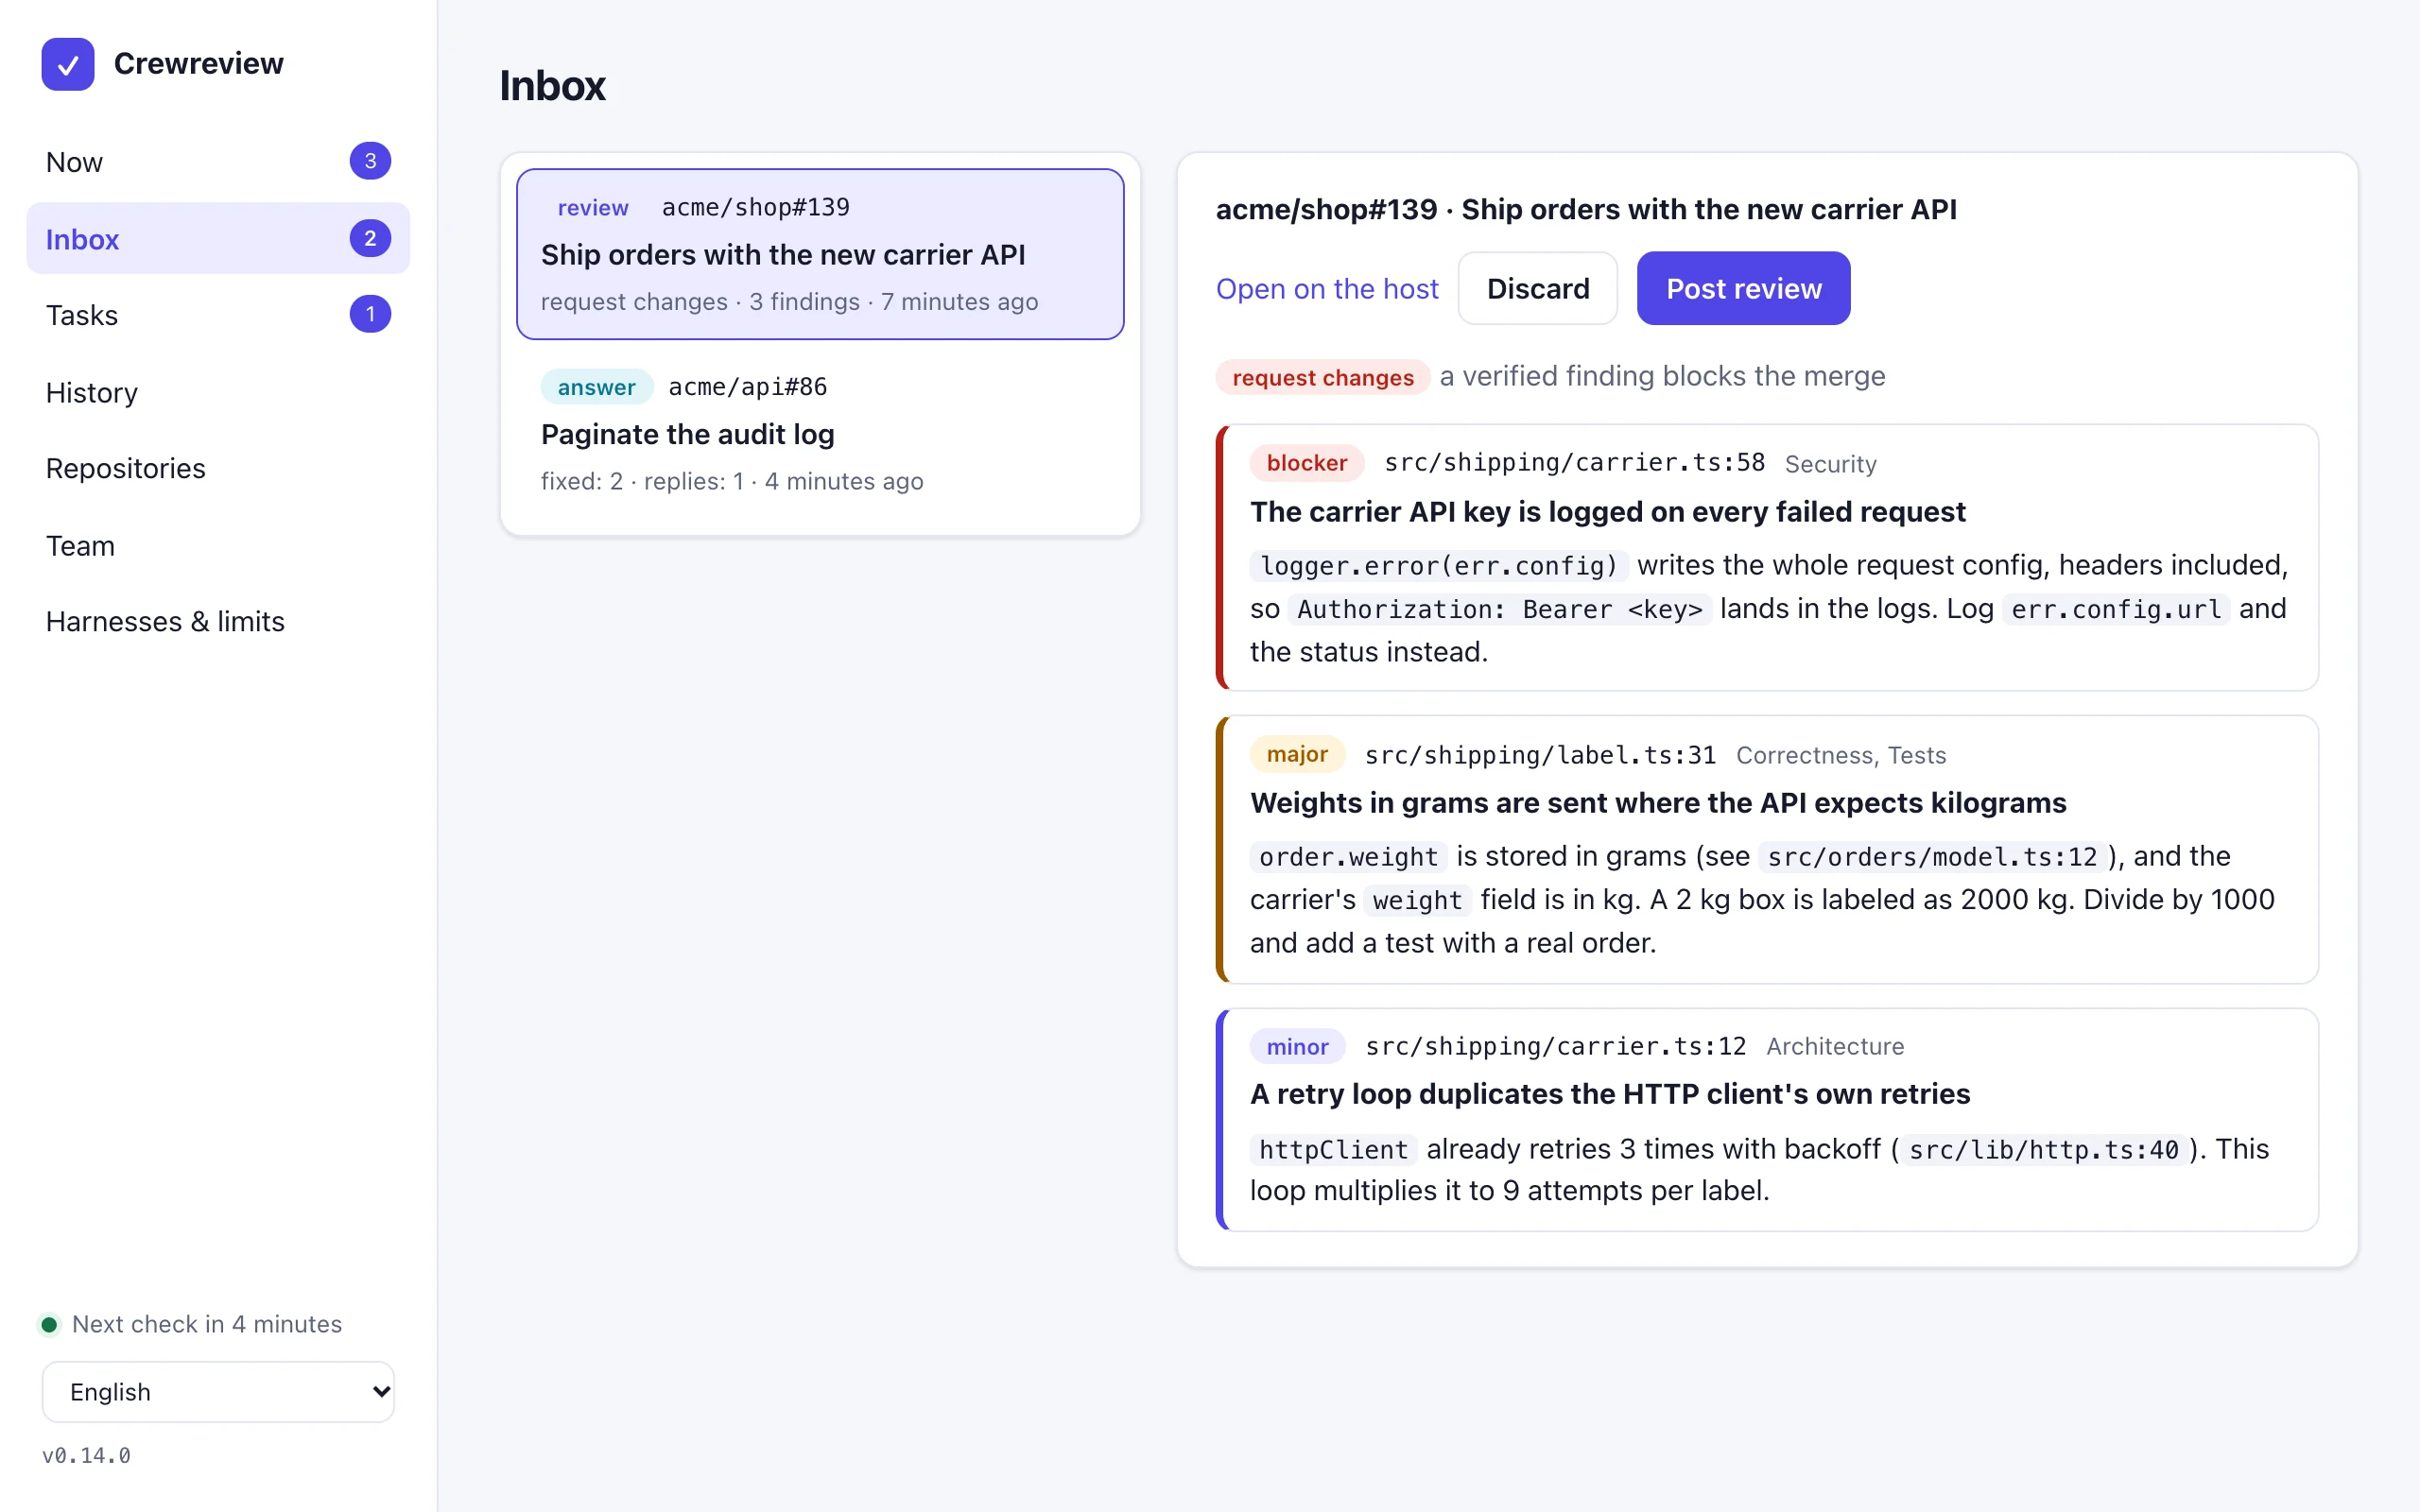 Crewreview
Now 3
Inbox 2
Tasks 1
History
Repositories
Team
Harnesses & limits
Next check in 4 minutes
English
v0.14.0
Inbox
review acme/shop#139
Ship orders with the new carrier API
request changes · 3 findings · 7 minutes ago
answer acme/api#86
Paginate the audit log
fixed: 2 · replies: 1 · 4 minutes ago
acme/shop#139 · Ship orders with the new carrier API
Open on the host Discard Post review
request changes a verified finding blocks the merge
blocker src/shipping/carrier.ts:58 Security
The carrier API key is logged on every failed request
logger.error(err.config) writes the whole request config, headers included,
so Authorization: Bearer <key> lands in the logs. Log err.config.url and
the status instead.
major src/shipping/label.ts:31 Correctness, Tests
Weights in grams are sent where the API expects kilograms
order.weight is stored in grams (see src/orders/model.ts:12), and the
carrier's weight field is in kg. A 2 kg box is labeled as 2000 kg. Divide by 1000
and add a test with a real order.
minor src/shipping/carrier.ts:12 Architecture
A retry loop duplicates the HTTP client's own retries
httpClient already retries 3 times with backoff (src/lib/http.ts:40). This
loop multiplies it to 9 attempts per label.